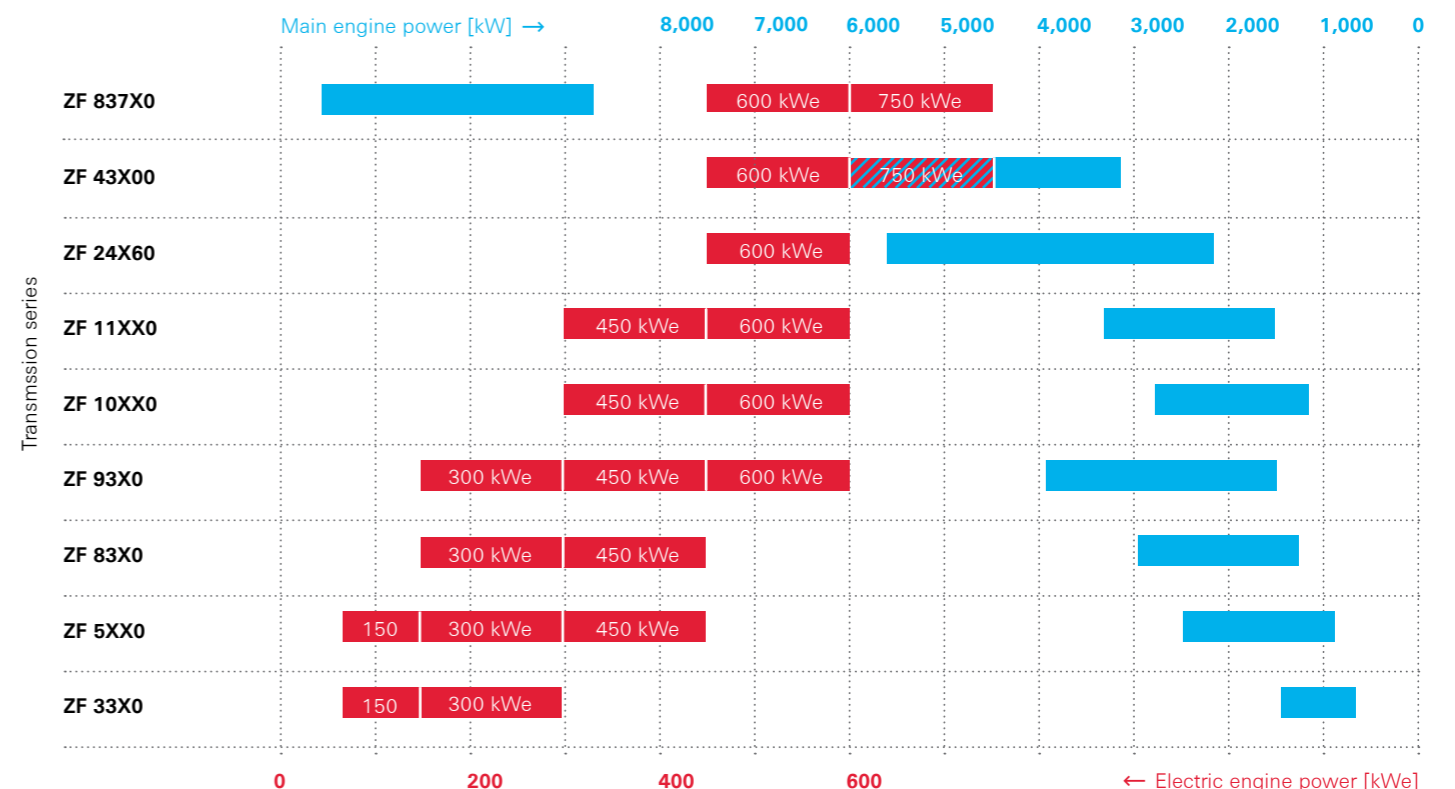 Main engine power [kW] → 8,000 7,000 6,000 5,000 4,000 3,000 2,000 1,000 0
Transmssion series
ZF 837X0 600 kWe 750 kWe
ZF 43X00 600 kWe 750 kWe
ZF 24X60 600 kWe
ZF 11XX0 450 kWe 600 kWe
ZF 10XX0 450 kWe 600 kWe
ZF 93X0 300 kWe 450 kWe 600 kWe
ZF 83X0 300 kWe 450 kWe
ZF 5XX0 150 300 kWe 450 kWe
ZF 33X0 150 300 kWe
0 200 400 600 ← Electric engine power [kWe]